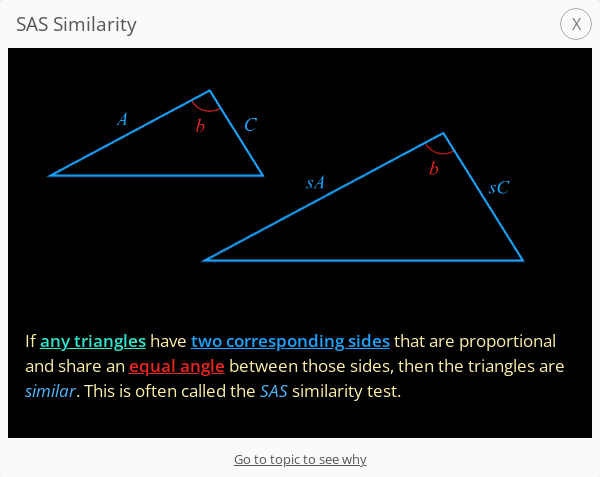 SAS Similarity
X
A
b
C
sA
b
sC
If any triangles have two corresponding sides that are proportional
and share an equal angle between those sides, then the triangles are
similar. This is often called the SAS similarity test.
Go to topic to see why